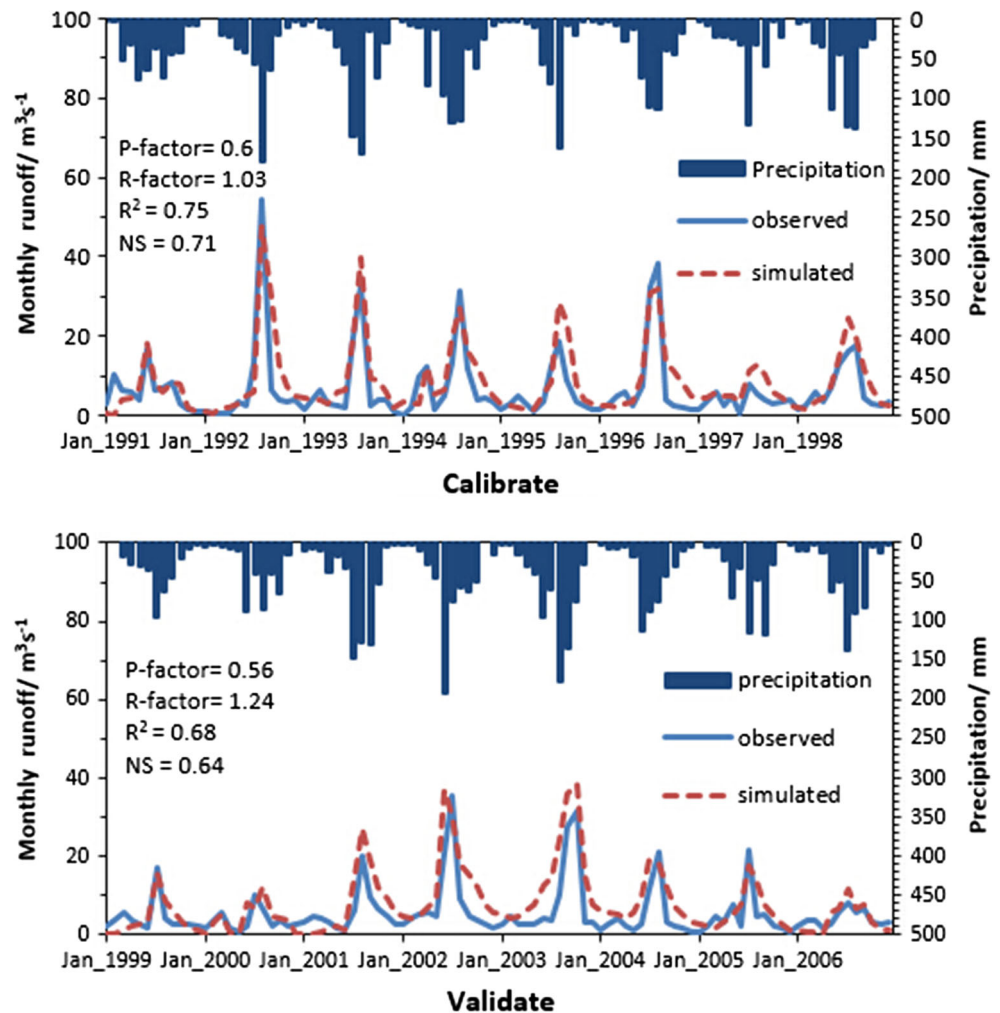 100
80
60
40
20
0
Monthly runoff/ m³s⁻¹
P-factor= 0.6
R-factor= 1.03
R² = 0.75
NS = 0.71
Precipitation
observed
simulated
0
50
100
150
200
250
300
350
400
450
500
Precipitation/ mm
Jan_1991 Jan_1992 Jan_1993 Jan_1994 Jan_1995 Jan_1996 Jan_1997 Jan_1998
Calibrate
100
80
60
40
20
0
Monthly runoff/ m³s⁻¹
P-factor= 0.56
R-factor= 1.24
R² = 0.68
NS = 0.64
precipitation
observed
simulated
0
50
100
150
200
250
300
350
400
450
500
Precipitation/ mm
Jan_1999 Jan_2000 Jan_2001 Jan_2002 Jan_2003 Jan_2004 Jan_2005 Jan_2006
Validate